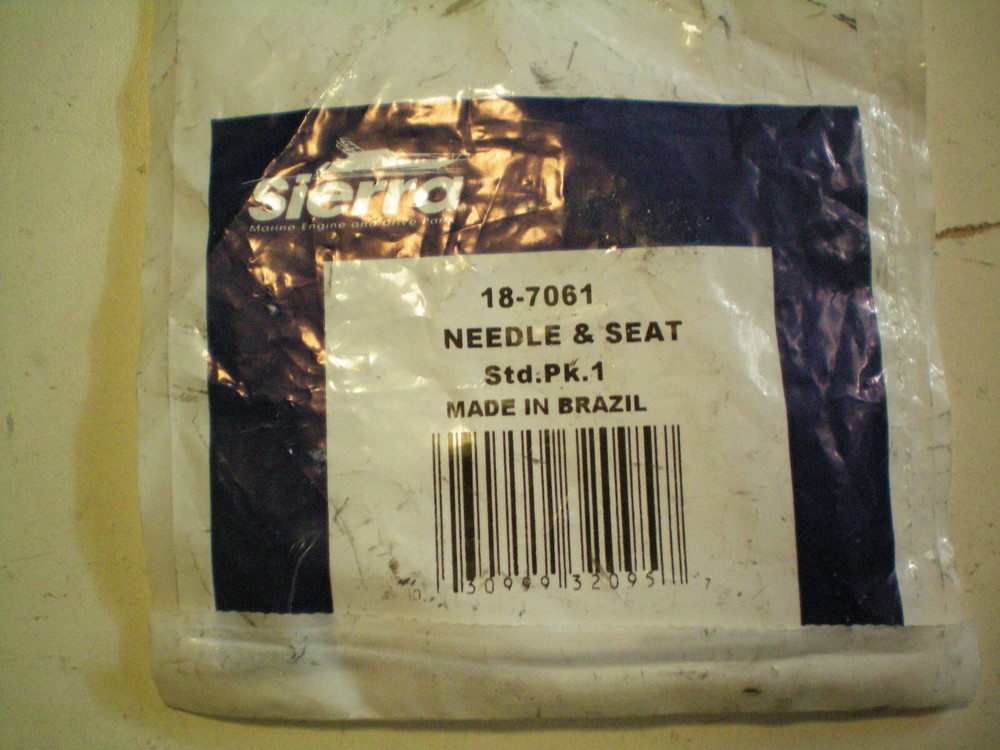 Sierra
Marine Engine and Drive Parts
18-7061
NEEDLE & SEAT
Std.Pk.1
MADE IN BRAZIL
0 30999 32095 7